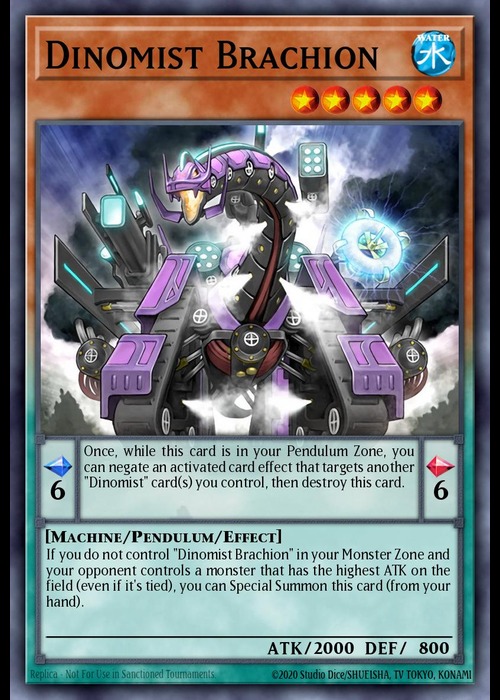 Dinomist Brachion
WATER
水
Once, while this card is in your Pendulum Zone, you
can negate an activated card effect that targets another
"Dinomist" card(s) you control, then destroy this card.
6
6
[Machine/Pendulum/Effect]
If you do not control "Dinomist Brachion" in your Monster Zone and
your opponent controls a monster that has the highest ATK on
the field (even if it's tied), you can Special Summon this card (from your
hand).
ATK/2000 DEF/ 800
Replica - Not For Use in Sanctioned Tournaments.
©2020 Studio Dice/SHUEISHA, TV TOKYO, KONAMI